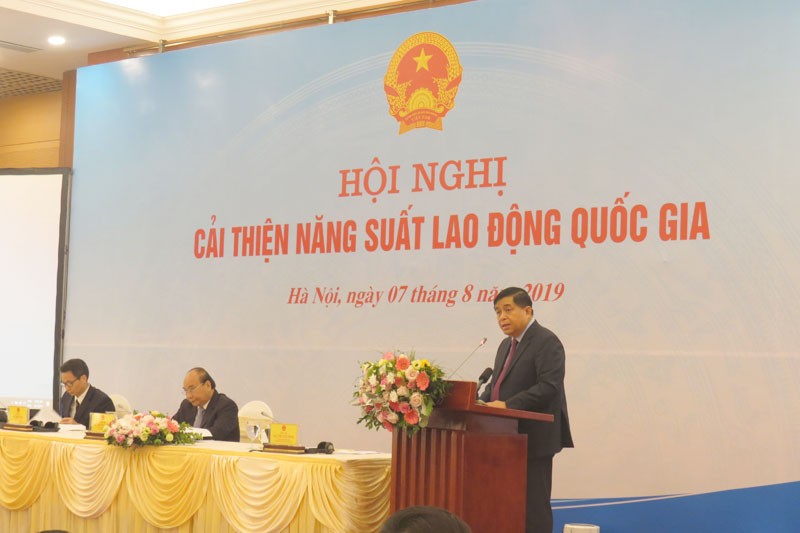 HỘI NGHỊ
CẢI THIỆN NĂNG SUẤT LAO ĐỘNG QUỐC GIA
Hà Nội, ngày 07 tháng 8 2019